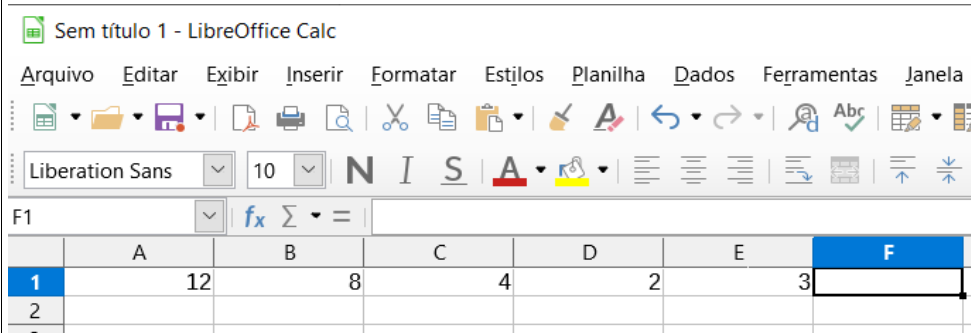 Sem título 1 - LibreOffice Calc
Arquivo Editar Exibir Inserir Formatar Estilos Planilha Dados Ferramentas Janela
Abc
Liberation Sans 10 N I S A
F1 fx Σ =
A B C D E F
1 12 8 4 2 3
2